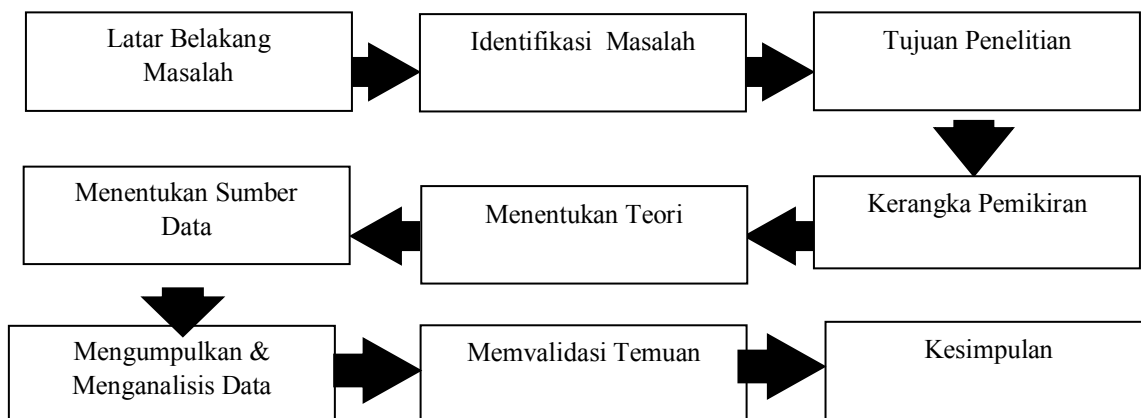 Latar Belakang
Masalah
Identifikasi Masalah
Tujuan Penelitian
Kerangka Pemikiran
Menentukan Teori
Menentukan Sumber
Data
Mengumpulkan &
Menganalisis Data
Memvalidasi Temuan
Kesimpulan